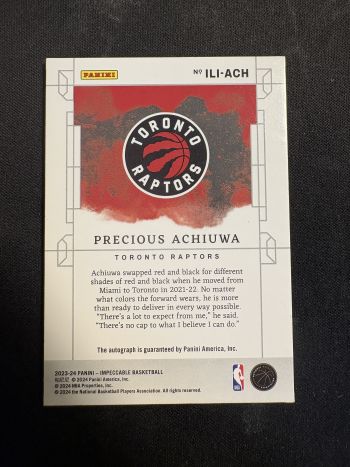 PANINI
Nº ILI-ACH
TORONTO
RAPTORS
PRECIOUS ACHIUWA
TORONTO RAPTORS
Achiuwa swapped red and black for different
shades of red and black when he moved from
Miami to Toronto in 2021-22. No matter
what colors the forward wears, he is more
than ready to deliver in every way possible.
"There's a lot to expect from me," he said.
"There's no cap to what I believe I can do."
The autograph is guaranteed by Panini America, Inc.
2023-24 PANINI – IMPECCABLE BASKETBALL
© 2024 Panini America, Inc.
© 2024 NBA Properties, Inc.
© 2024 the National Basketball Players Association. All rights reserved.